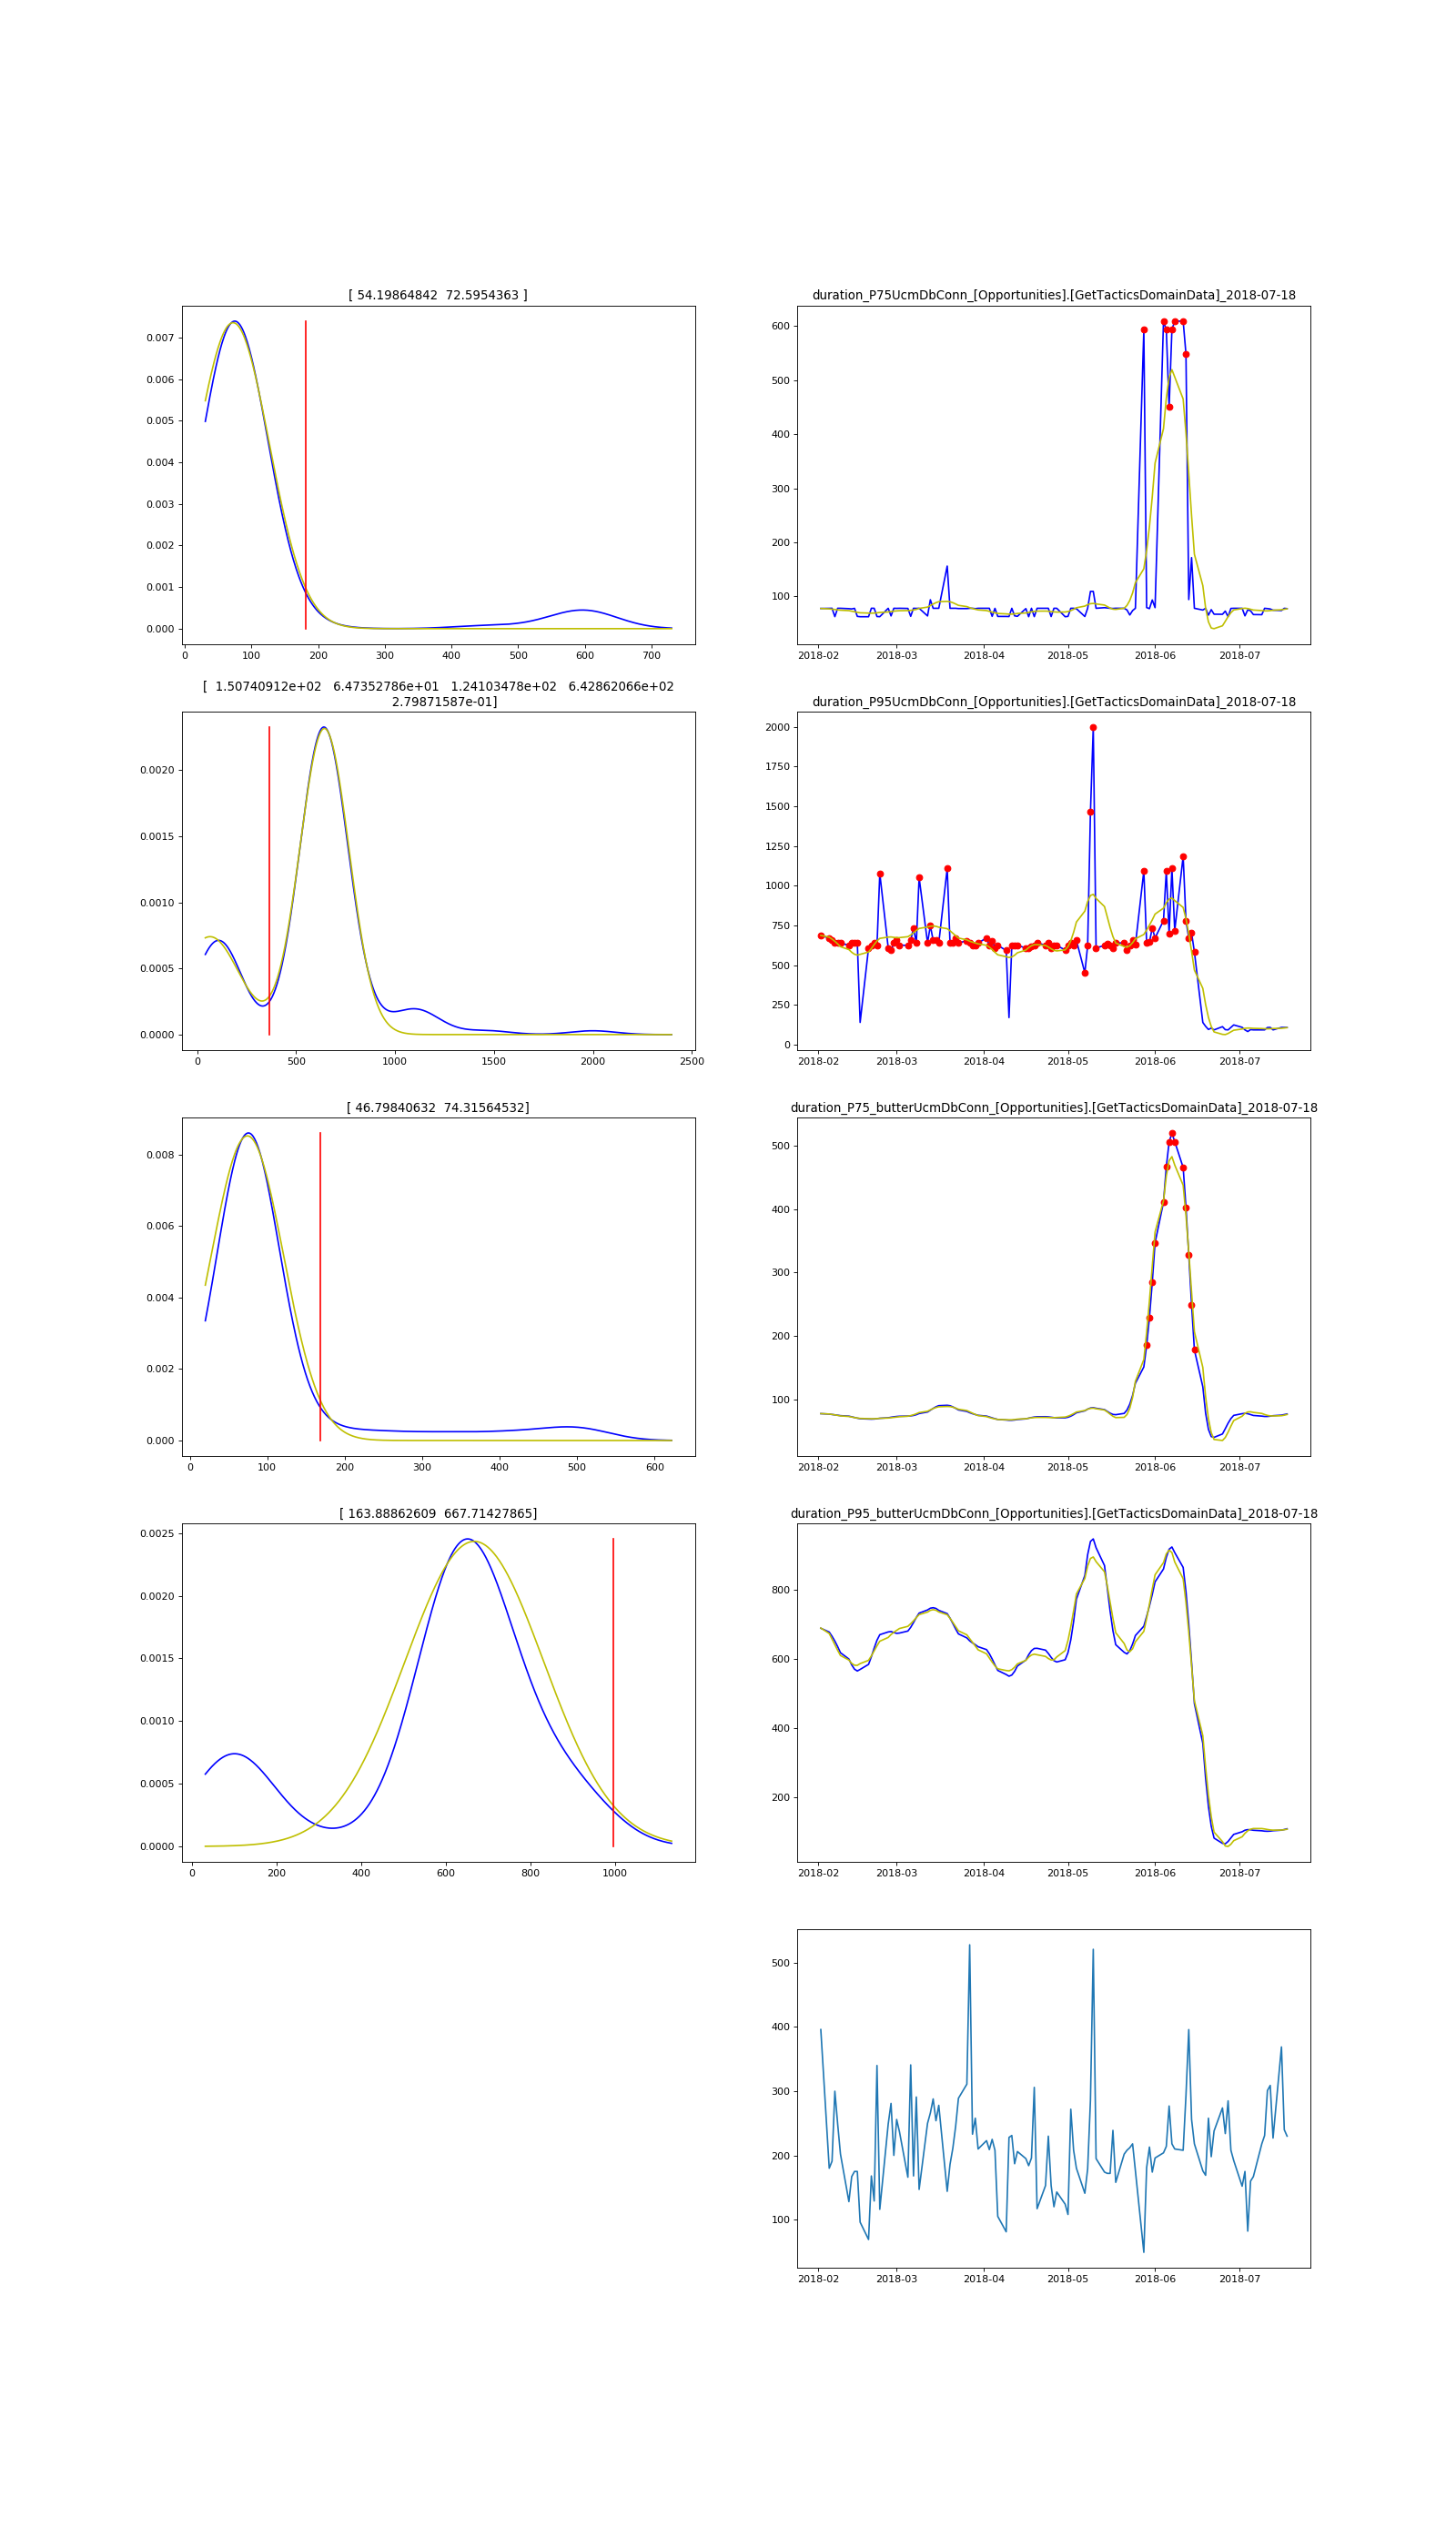 [ 54.19864842 72.5954363 ]
0.007
0.006
0.005
0.004
0.003
0.002
0.001
0.000
0 100 200 300 400 500 600 700
duration_P75UcmDbConn_[Opportunities].[GetTacticsDomainData]_2018-07-18
600
500
400
300
200
100
2018-02 2018-03 2018-04 2018-05 2018-06 2018-07
[ 1.50740912e+02 6.47352786e+01 1.24103478e+02 6.42862066e+02
2.79871587e-01]
0.0020
0.0015
0.0010
0.0005
0.0000
0 500 1000 1500 2000 2500
duration_P95UcmDbConn_[Opportunities].[GetTacticsDomainData]_2018-07-18
2000
1750
1500
1250
1000
750
500
250
0
2018-02 2018-03 2018-04 2018-05 2018-06 2018-07
[ 46.79840632 74.31564532]
0.008
0.006
0.004
0.002
0.000
0 100 200 300 400 500 600
duration_P75_butterUcmDbConn_[Opportunities].[GetTacticsDomainData]_2018-07-18
500
400
300
200
100
2018-02 2018-03 2018-04 2018-05 2018-06 2018-07
[ 163.88862609 667.71427865]
0.0025
0.0020
0.0015
0.0010
0.0005
0.0000
0 200 400 600 800 1000
duration_P95_butterUcmDbConn_[Opportunities].[GetTacticsDomainData]_2018-07-18
800
600
400
200
2018-02 2018-03 2018-04 2018-05 2018-06 2018-07
500
400
300
200
100
2018-02 2018-03 2018-04 2018-05 2018-06 2018-07